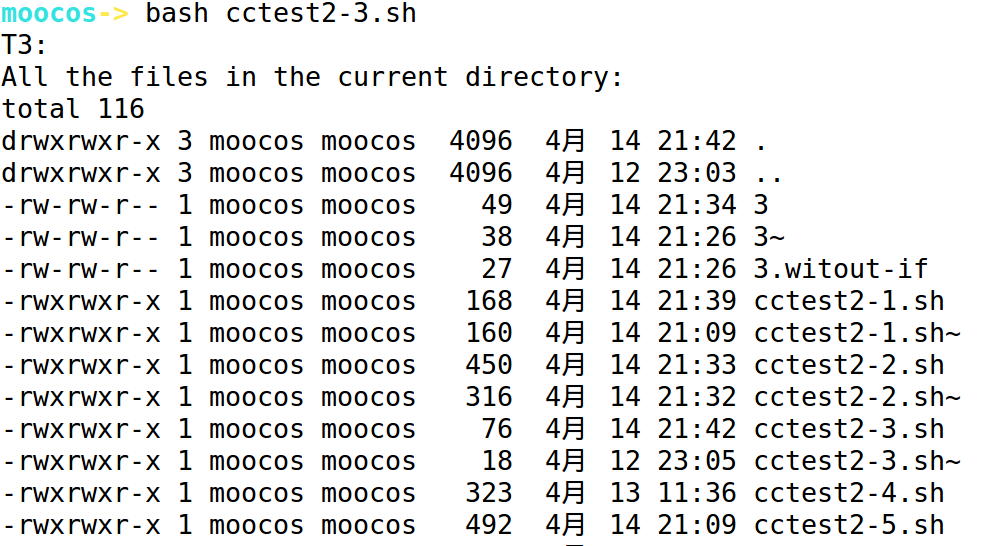 moocos-> bash cctest2-3.sh
T3:
All the files in the current directory:
total 116
drwxrwxr-x 3 moocos moocos  4096  4月 14 21:42 .
drwxrwxr-x 3 moocos moocos  4096  4月 12 23:03 ..
-rw-rw-r-- 1 moocos moocos    49  4月 14 21:34 3
-rw-rw-r-- 1 moocos moocos    38  4月 14 21:26 3~
-rw-rw-r-- 1 moocos moocos    27  4月 14 21:26 3.witout-if
-rwxrwxr-x 1 moocos moocos   168  4月 14 21:39 cctest2-1.sh
-rwxrwxr-x 1 moocos moocos   160  4月 14 21:09 cctest2-1.sh~
-rwxrwxr-x 1 moocos moocos   450  4月 14 21:33 cctest2-2.sh
-rwxrwxr-x 1 moocos moocos   316  4月 14 21:32 cctest2-2.sh~
-rwxrwxr-x 1 moocos moocos    76  4月 14 21:42 cctest2-3.sh
-rwxrwxr-x 1 moocos moocos    18  4月 12 23:05 cctest2-3.sh~
-rwxrwxr-x 1 moocos moocos   323  4月 13 11:36 cctest2-4.sh
-rwxrwxr-x 1 moocos moocos   492  4月 14 21:09 cctest2-5.sh